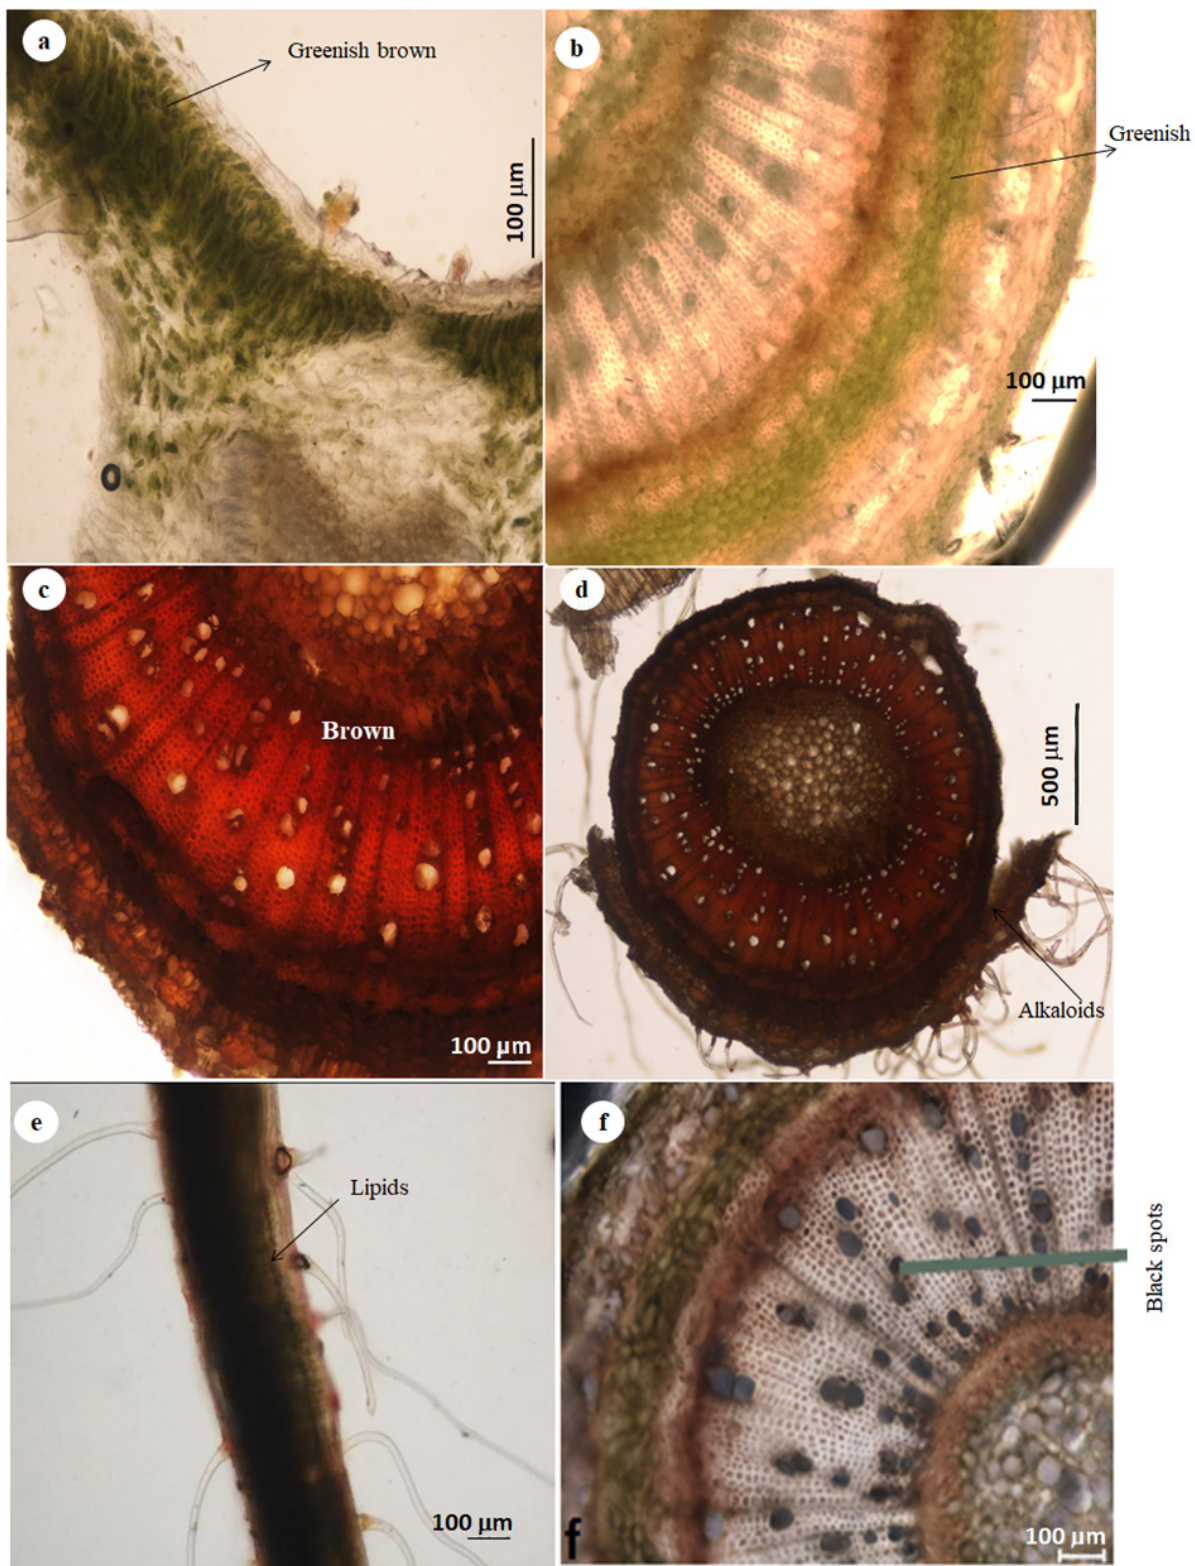 a
Greenish brown
100 µm
b
Greenish
100 µm
c
Brown
100 µm
d
500 µm
Alkaloids
e
Lipids
100 µm
f
Black spots
f
100 µm